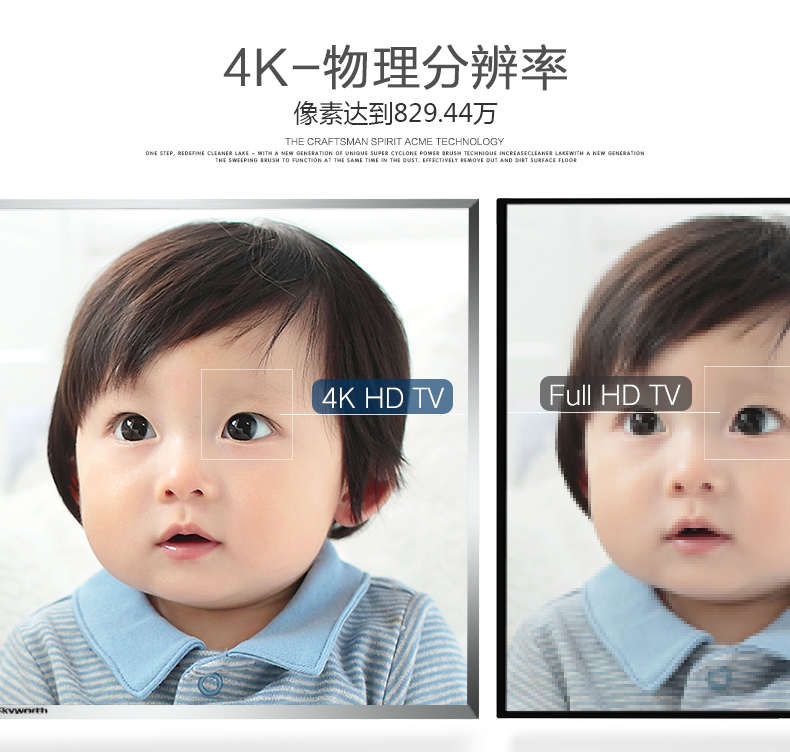 4K-物理分辨率
像素达到829.44万
THE CRAFTSMAN SPIRIT ACME TECHNOLOGY
ONE STEP, REDEFINE CLEANER LAKE - WITH A NEW GENERATION OF UNIQUE SUPER CYCLONE POWER BRUSH TECHNIQUE INCREASECLEANER LAKEWITH A NEW GENERATION
THE SWEEPING BRUSH TO FUNCTION AT THE SAME TIME IN THE DUST, EFFECTIVELY REMOVE DUT AND DIRT SURFACE FLOOR
4K HD TV
Full HD TV
Skyworth